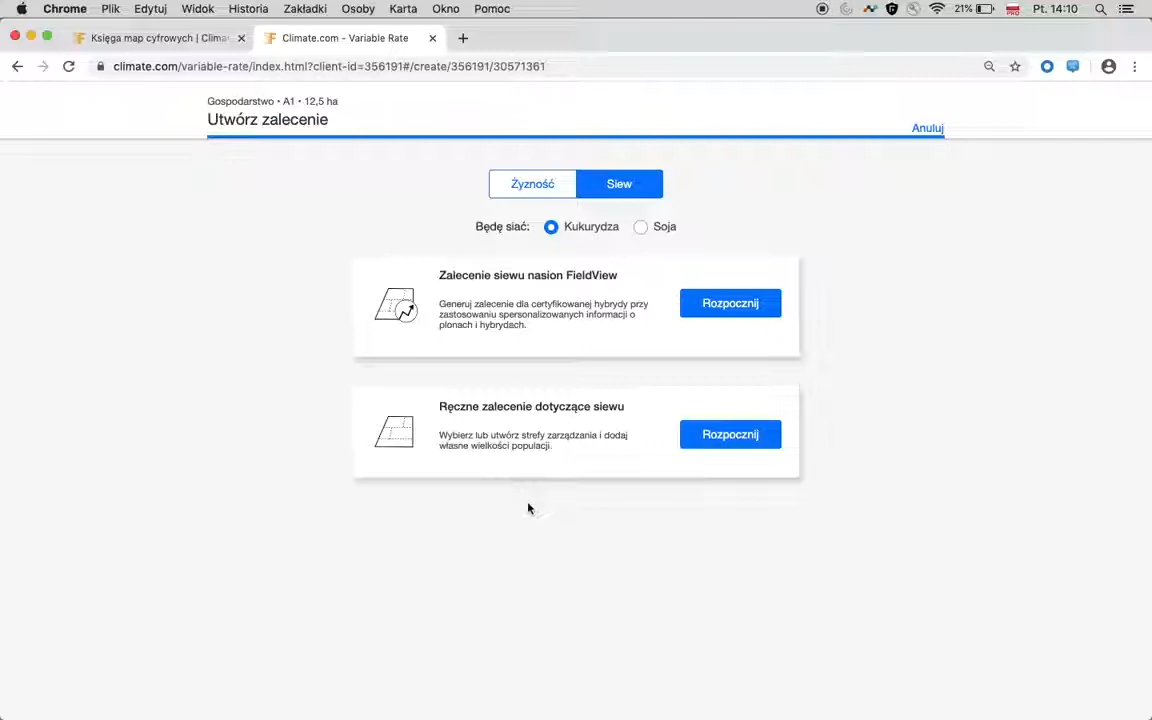 Chrome Plik Edytuj Widok Historia Zakładki Osoby Karta Okno Pomoc 21% Pt. 14:10
Księga map cyfrowych | Clima Climate.com - Variable Rate
climate.com/variable-rate/index.html?client-id=356191#/create/356191/30571361
Gospodarstwo • A1 • 12,5 ha
Utwórz zalecenie
Anuluj
Żyzność Siew
Będę siać: Kukurydza Soja
Zalecenie siewu nasion FieldView
Generuj zalecenie dla certyfikowanej hybrydy przy
zastosowaniu spersonalizowanych informacji o
plonach i hybrydach.
Rozpocznij
Ręczne zalecenie dotyczące siewu
Wybierz lub utwórz strefy zarządzania i dodaj
własne wielkości populacji.
Rozpocznij